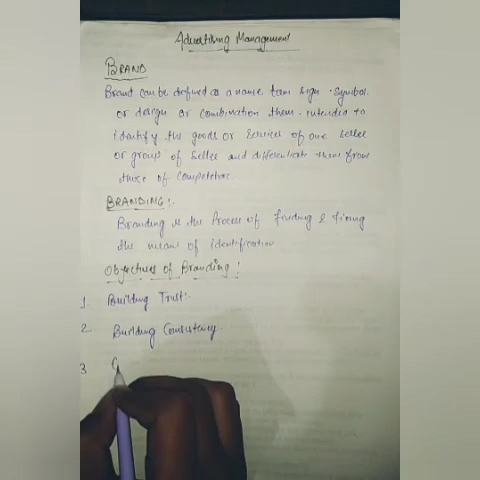 Advertising Management
BRAND
Brand can be defined as a name term sign. Symbol
or design or combination them. intended to
identify the goods or services of one seller
or group of seller and differentiate them from
those of competitors.
BRANDING:
Branding is the Process of finding & fixing
the means of identification
Objectives of Branding:
1. Building Trust:
2. Building Consistency.
3